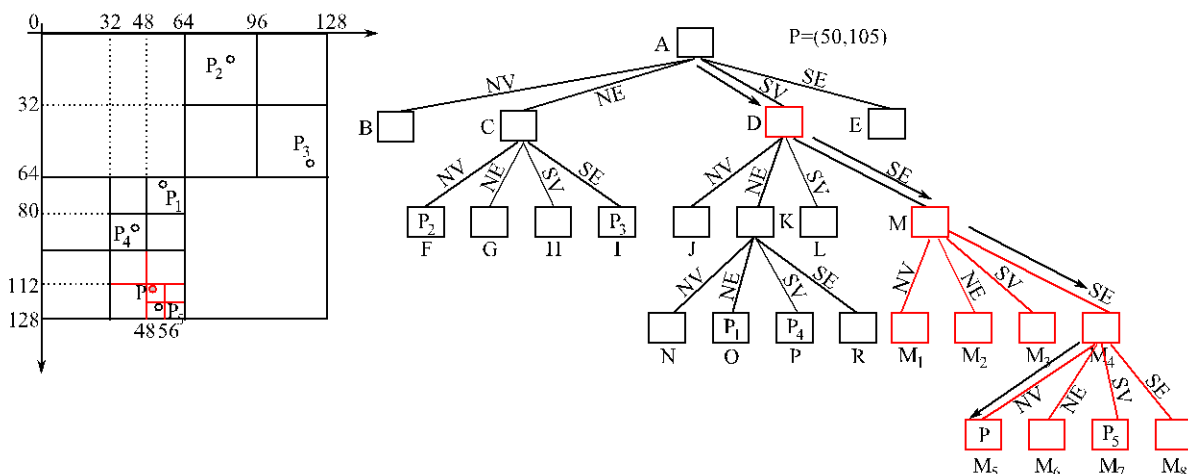 0 32 48 64 96 128
32
64
80
112
128
P2
P3
P1
P4
P
P5
48 56
P=(50,105)
A
NV NE SV SE
B C D E
NV NE SV SE NV NE SV SE
P2 P3 K M
F G H I J L
NV NE SV SE NV NE SV SE
P1 P4
N O P R M1 M2 M3 M4
NV NE SV SE
P P5
M5 M6 M7 M8